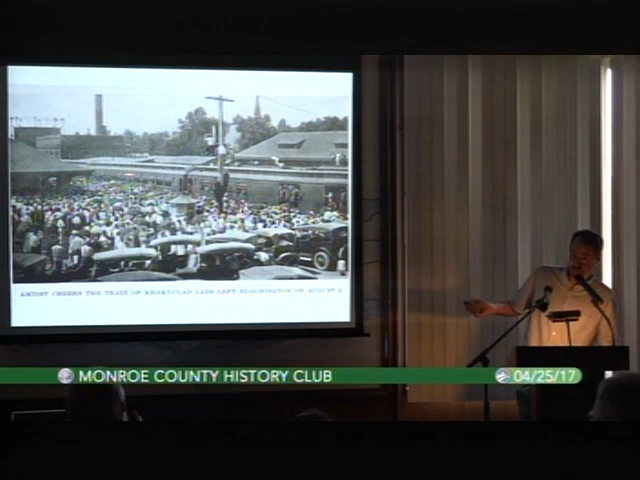 AMIDST CHEERS THE TRAIN OF KHAKI-CLAD LADS LEFT BLOOMINGTON ON AUGUST
MONROE COUNTY HISTORY CLUB
04/25/17